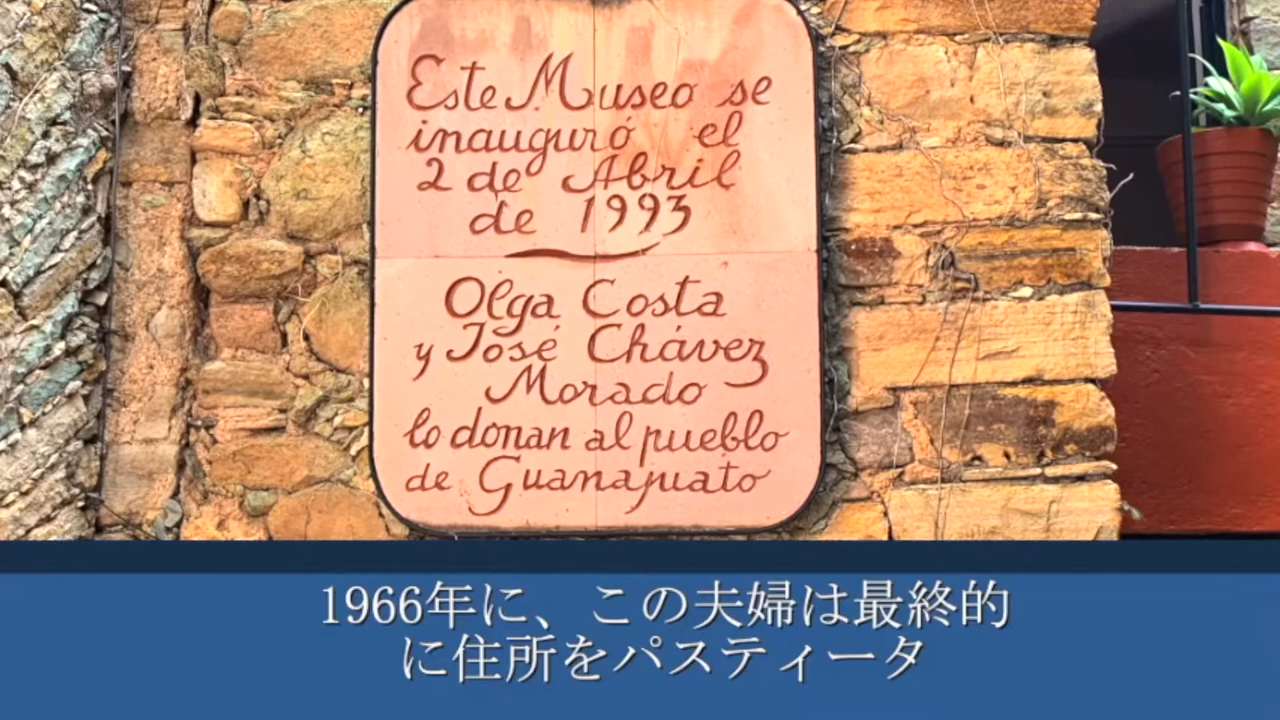 Este Museo se
inauguró el
2 de Abril
de 1993
Olga Costa
y José Chávez
Morado
lo donan al pueblo
de Guanajuato
1966年に、この夫婦は最終的
に住所をパスティータ